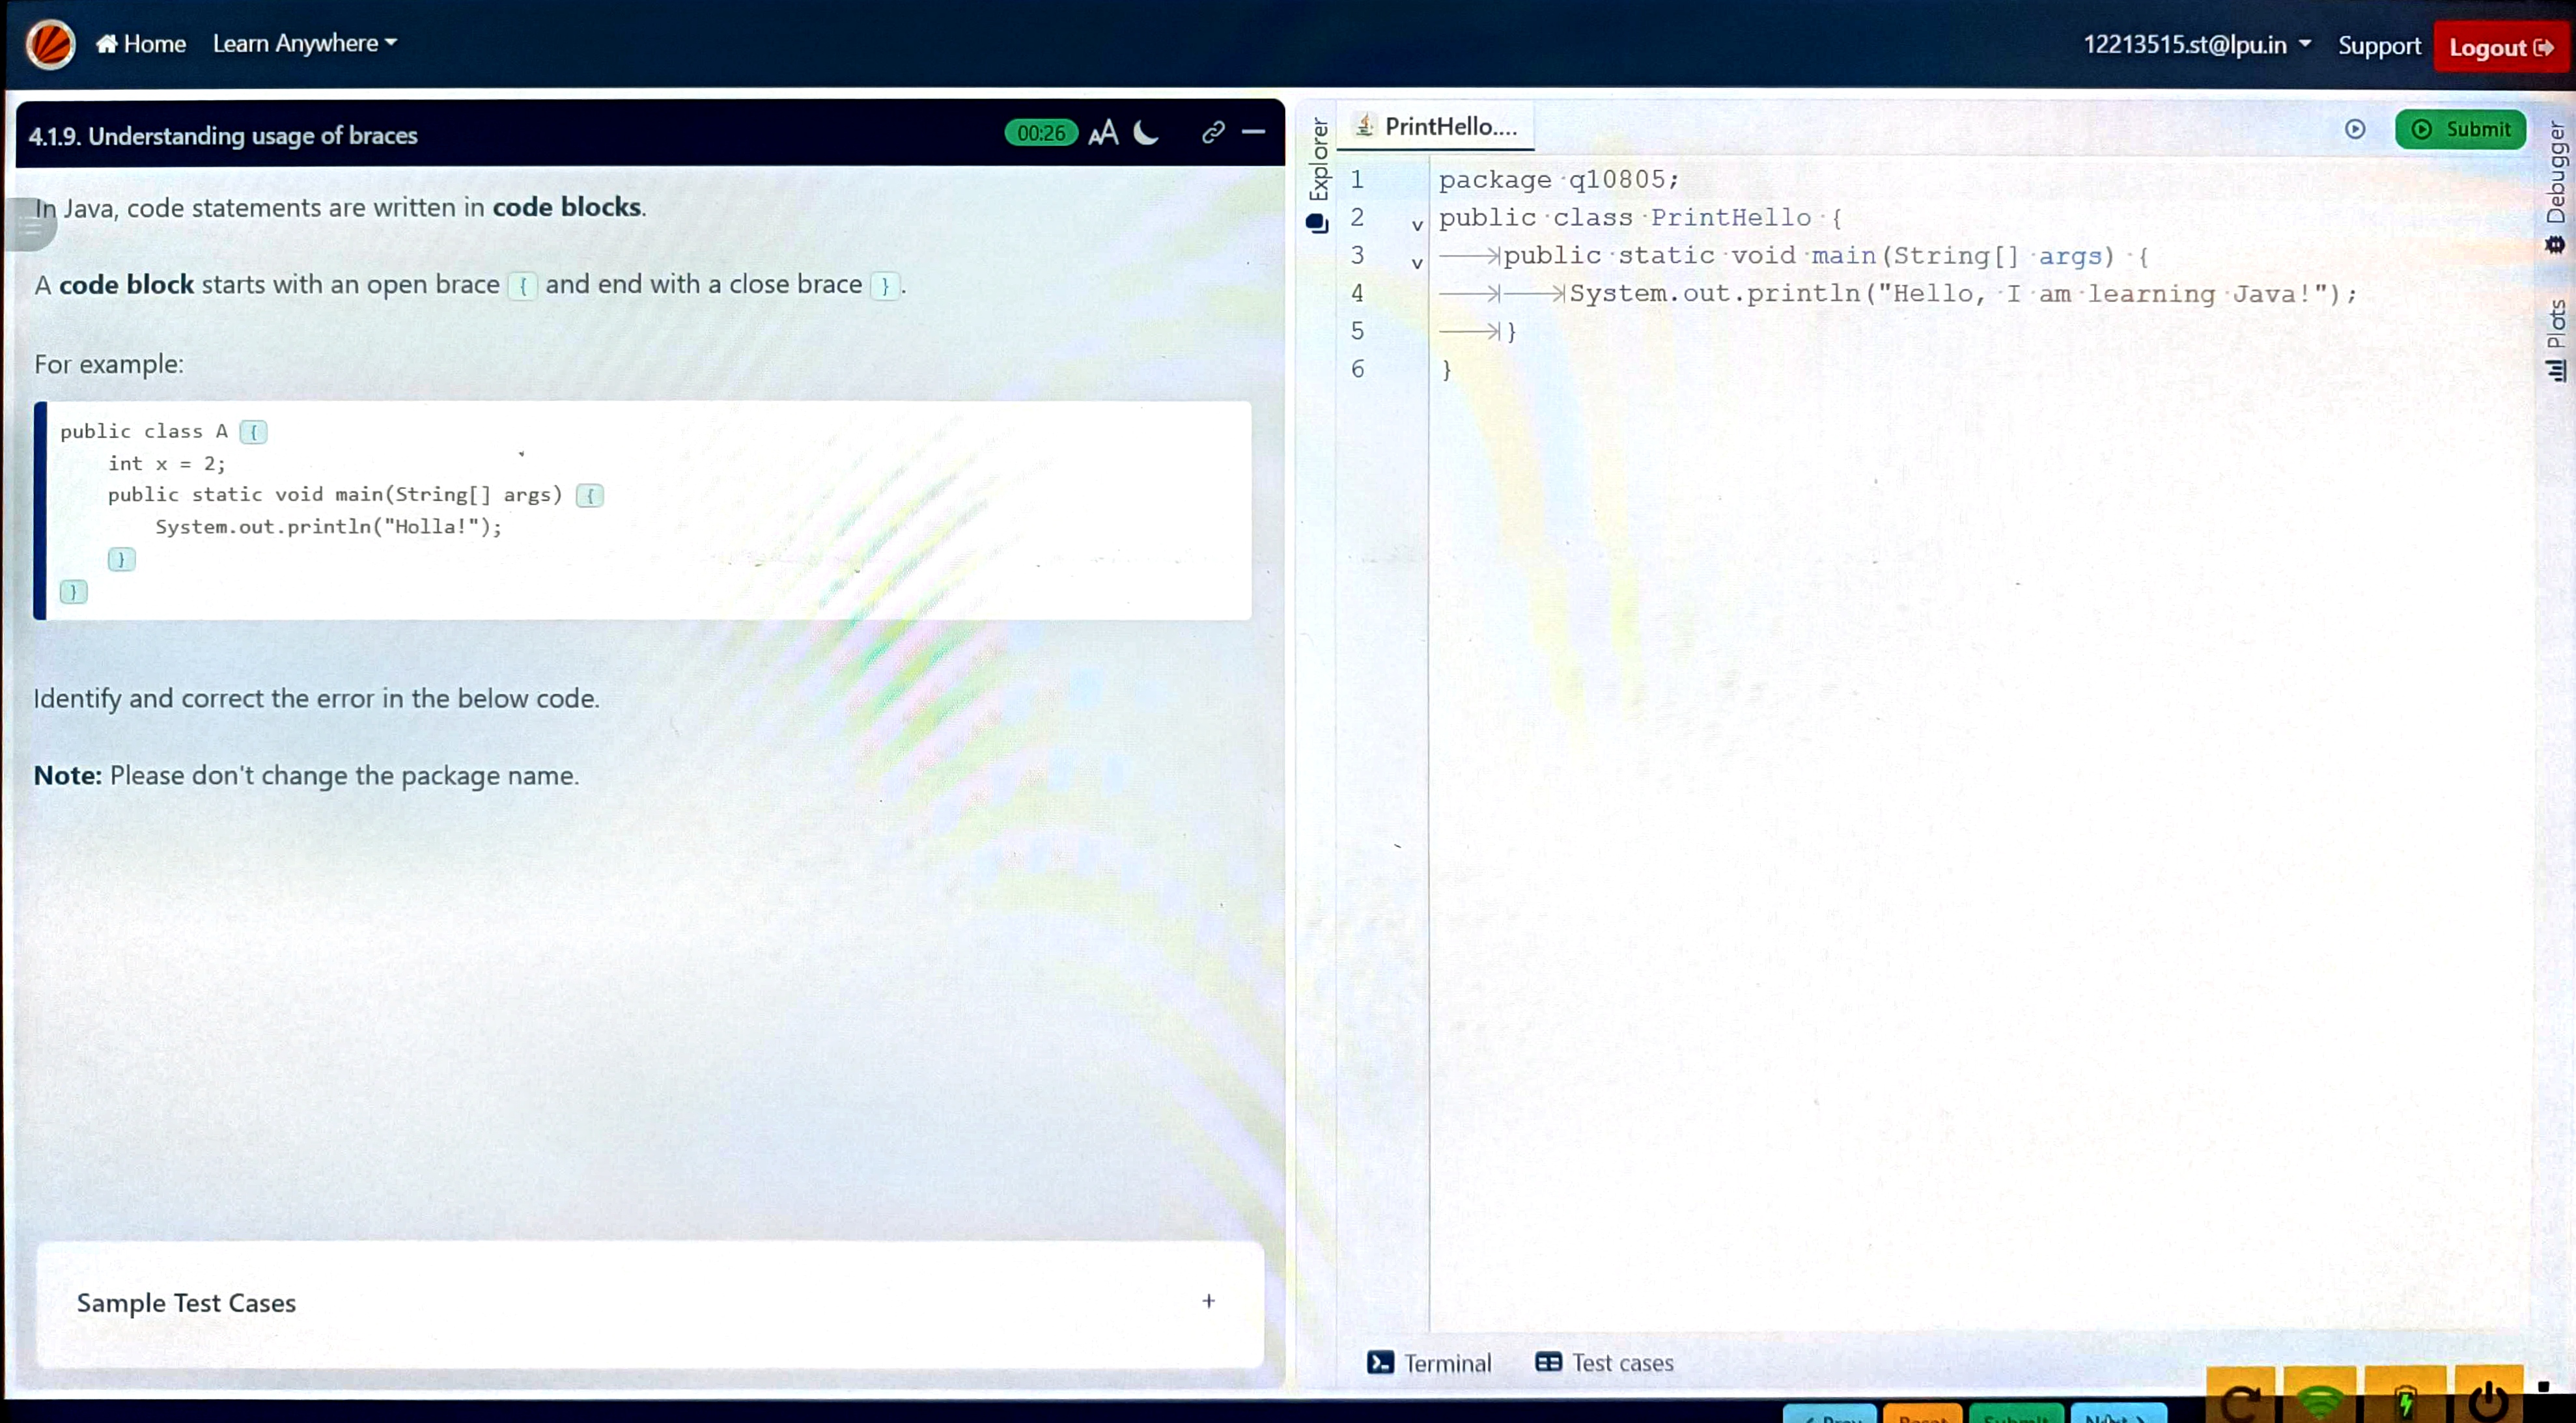 Home Learn Anywhere 12213515.st@lpu.in Support Logout
4.1.9. Understanding usage of braces 00:26 AA
In Java, code statements are written in code blocks.
A code block starts with an open brace { and end with a close brace }.
For example:
public class A {
int x = 2;
public static void main(String[] args) {
System.out.println("Holla!");
}
}
Identify and correct the error in the below code.
Note: Please don't change the package name.
Sample Test Cases +
Explorer
PrintHello....
Submit
1 package q10805;
2 public class PrintHello {
3 public static void main(String[] args) {
4 System.out.println("Hello, I am learning Java!");
5 }
6 }
Debugger
Plots
Terminal Test cases
< Prev Reset Submit Next >